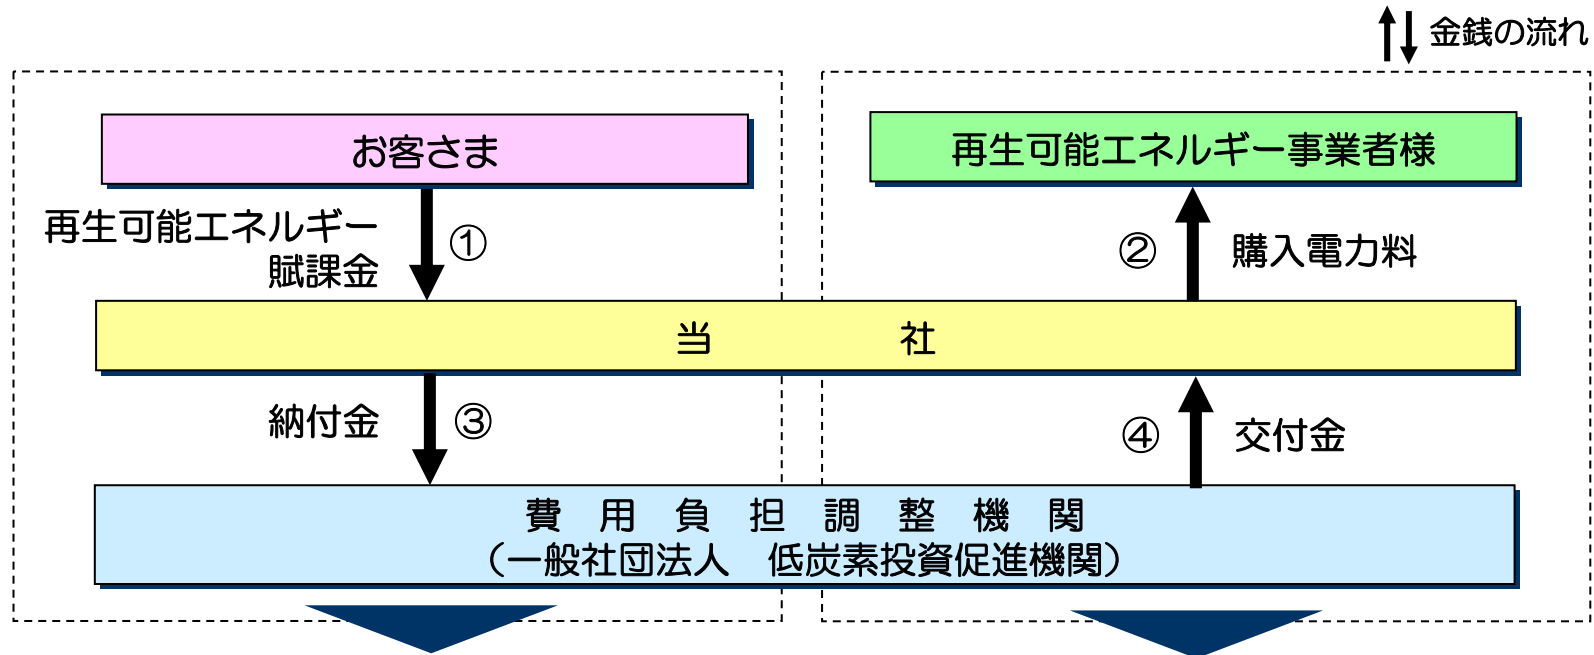 金銭の流れ
お客さま
再生可能エネルギー事業者様
再生可能エネルギー
賦課金
①
②
購入電力料
当　　　　　社
納付金
③
④
交付金
費　用　負　担　調　整　機　関
（一般社団法人　低炭素投資促進機関）